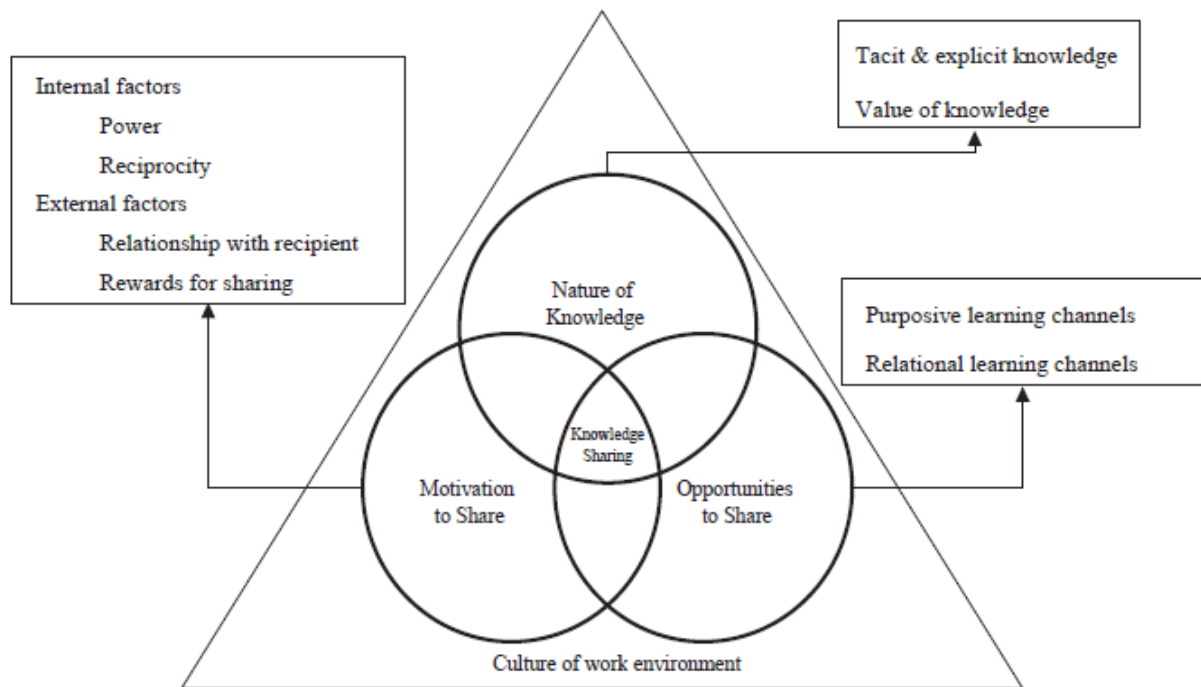 Internal factors
Power
Reciprocity
External factors
Relationship with recipient
Rewards for sharing
Tacit & explicit knowledge
Value of knowledge
Purposive learning channels
Relational learning channels
Nature of
Knowledge
Knowledge
Sharing
Motivation
to Share
Opportunities
to Share
Culture of work environment